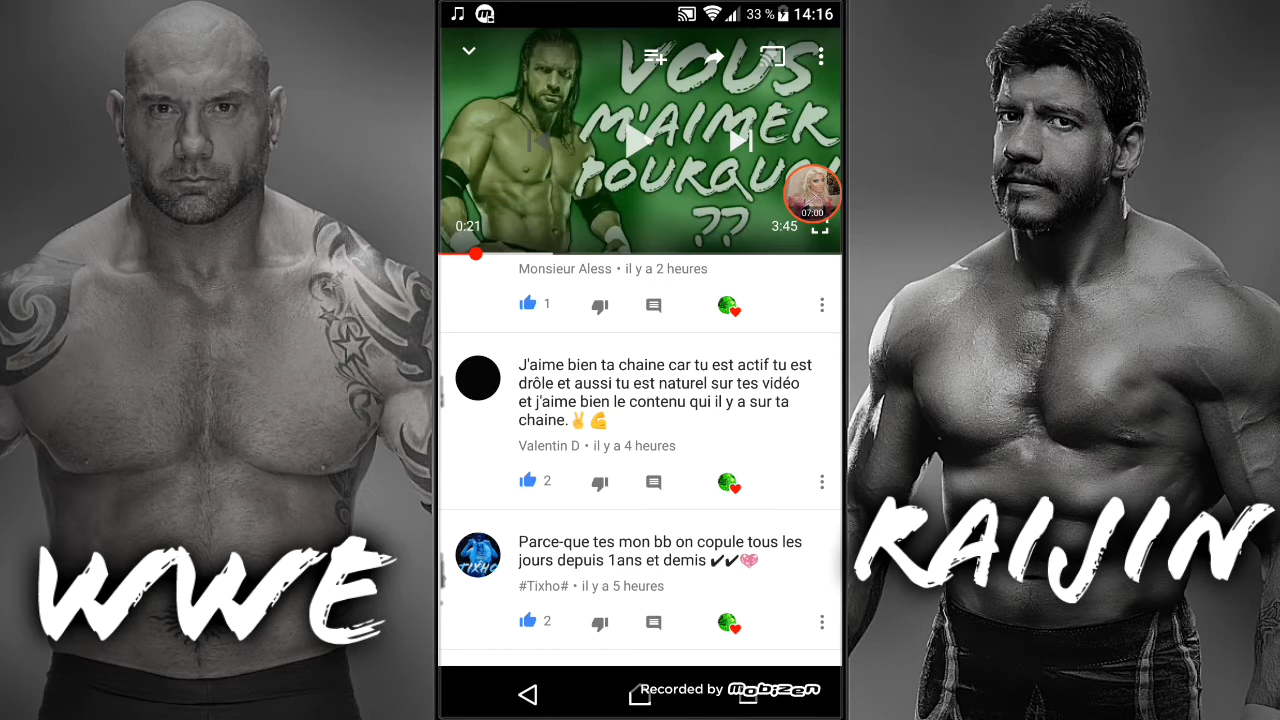 33 % 14:16
VOUS
M'AIMER
POURQUOI
??
07:00
0:21
3:45
Monsieur Aless • il y a 2 heures
1
J'aime bien ta chaine car tu est actif tu est
drôle et aussi tu est naturel sur tes vidéo
et j'aime bien le contenu qui il y a sur ta
chaine.✌💪
Valentin D • il y a 4 heures
2
TIXHO
Parce-que tes mon bb on copule tous les
jours depuis 1ans et demis ✔✔💖
#Tixho# • il y a 5 heures
2
WWE
RAIJIN
Recorded by Mobizen